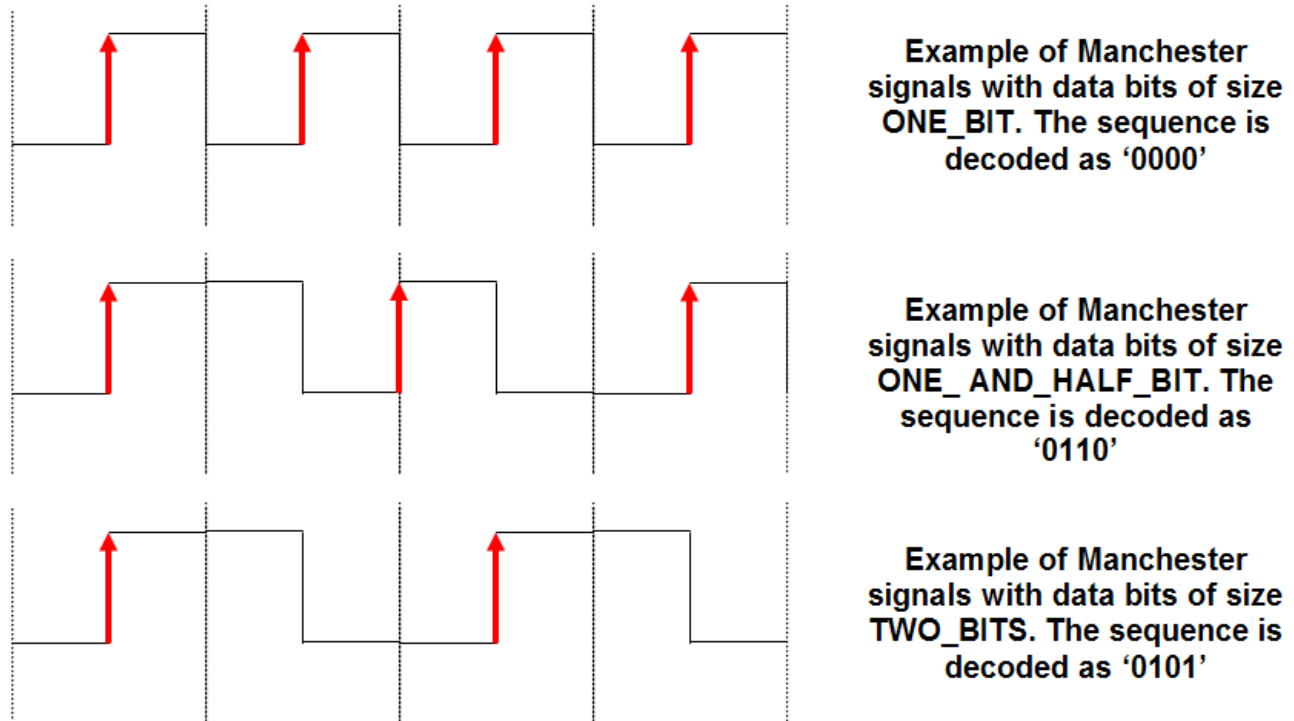 Example of Manchester
signals with data bits of size
ONE_BIT. The sequence is
decoded as ‘0000’
Example of Manchester
signals with data bits of size
ONE_ AND_HALF_BIT. The
sequence is decoded as
‘0110’
Example of Manchester
signals with data bits of size
TWO_BITS. The sequence is
decoded as ‘0101’